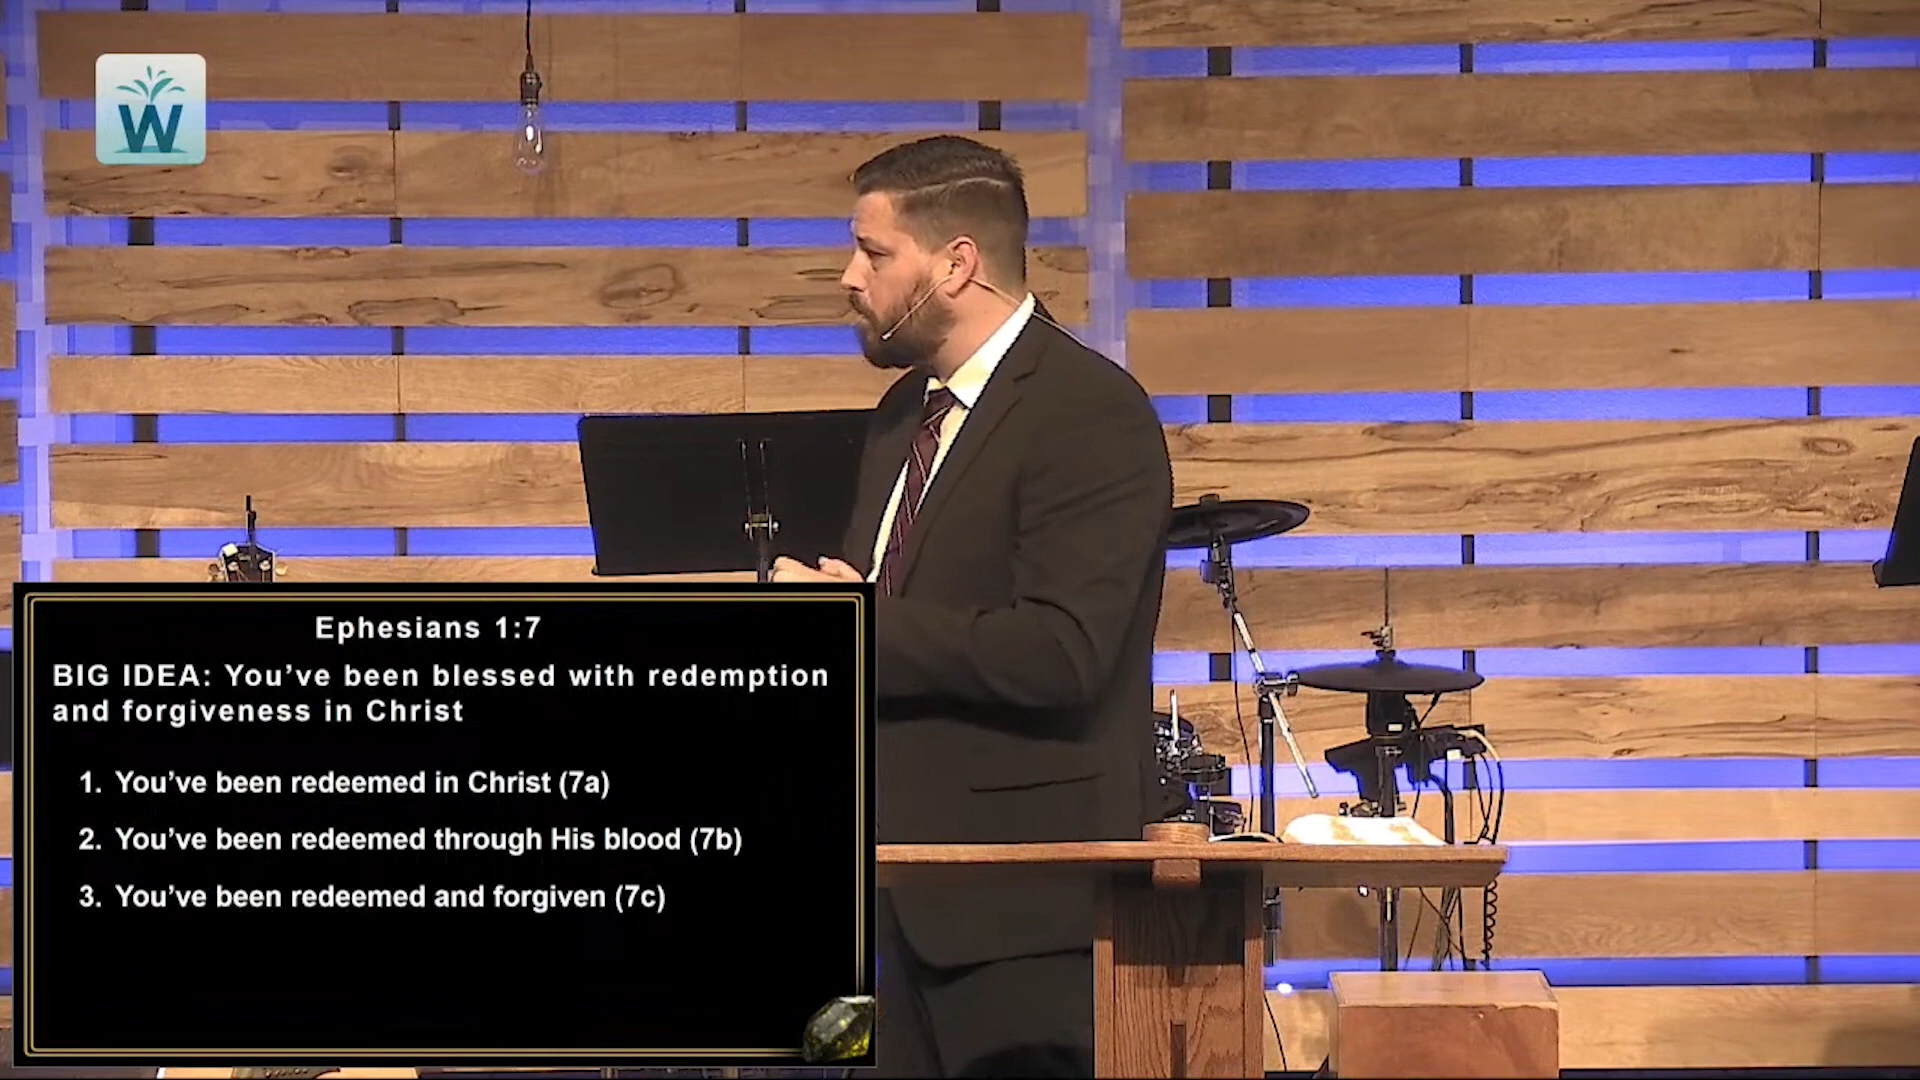 W
Ephesians 1:7
BIG IDEA: You’ve been blessed with redemption
and forgiveness in Christ
1. You’ve been redeemed in Christ (7a)
2. You’ve been redeemed through His blood (7b)
3. You’ve been redeemed and forgiven (7c)